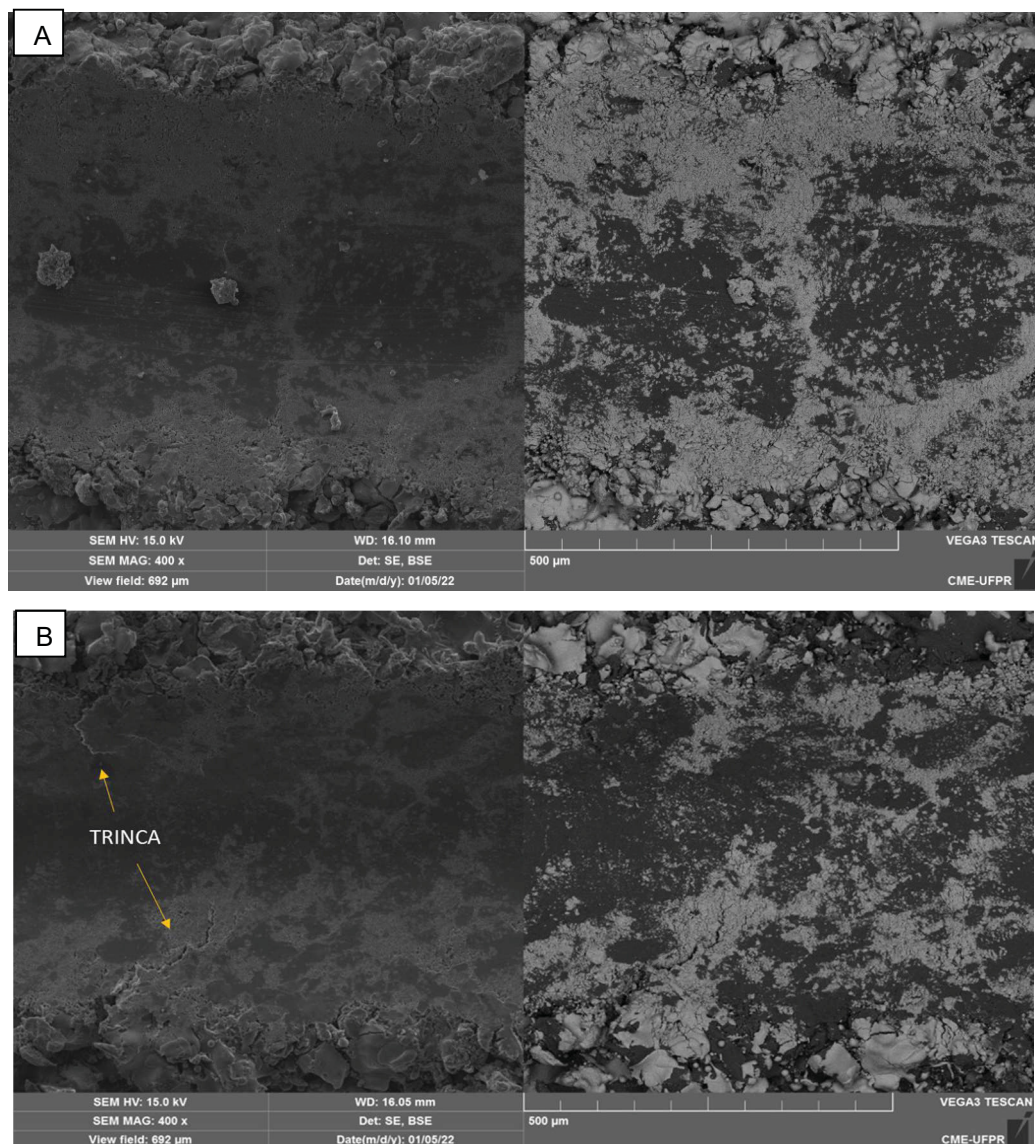 A
SEM HV: 15.0 kV WD: 16.10 mm VEGA3 TESCAN
SEM MAG: 400 x Det: SE, BSE 500 µm
View field: 692 µm Date(m/d/y): 01/05/22 CME-UFPR
B
TRINCA
SEM HV: 15.0 kV WD: 16.05 mm VEGA3 TESCAN
SEM MAG: 400 x Det: SE, BSE 500 µm
View field: 692 µm Date(m/d/y): 01/05/22 CME-UFPR